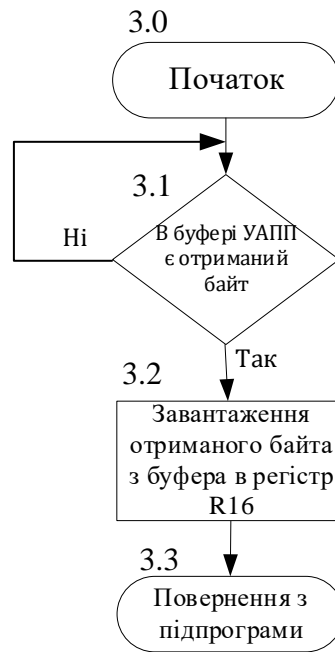 3.0
Початок
3.1
Ні
В буфері УАПП
є отриманий
байт
Так
3.2
Завантаження
отриманого байта
з буфера в регістр
R16
3.3
Повернення з
підпрограми